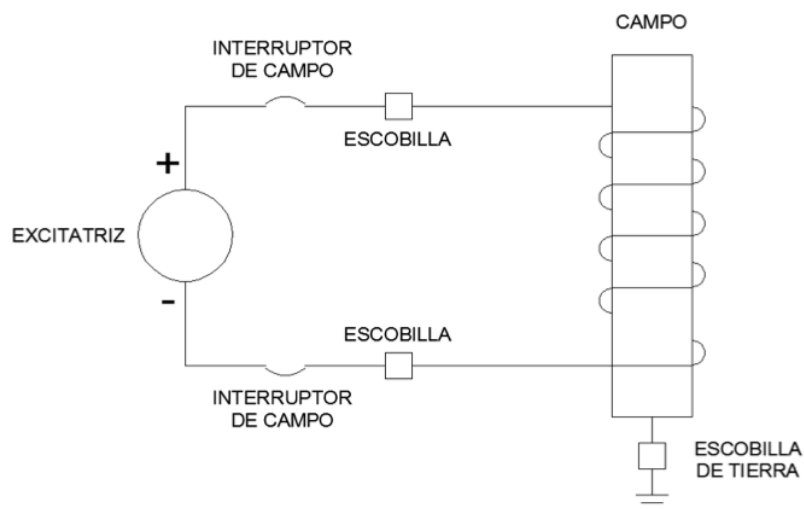 CAMPO
INTERRUPTOR
DE CAMPO
ESCOBILLA
+
EXCITATRIZ
-
ESCOBILLA
INTERRUPTOR
DE CAMPO
ESCOBILLA
DE TIERRA